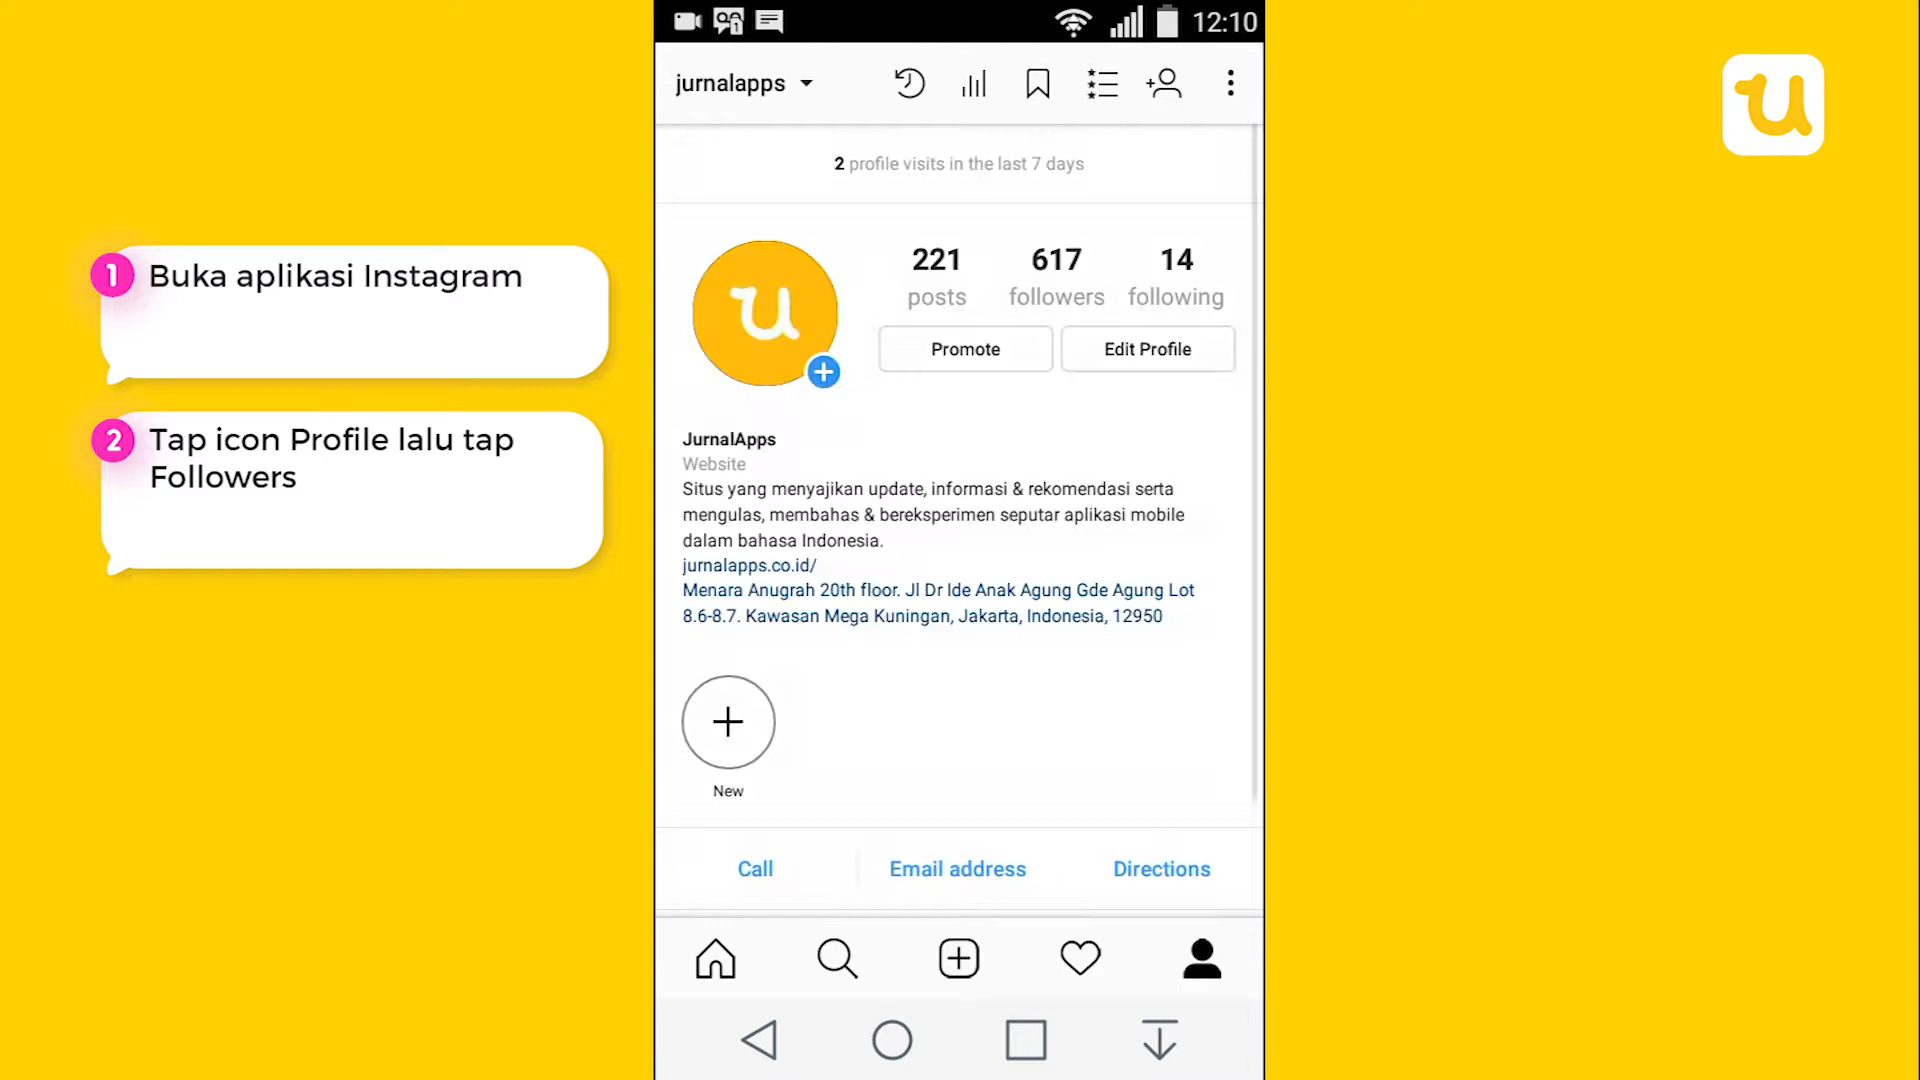 12:10
jurnalapps
2 profile visits in the last 7 days
1 Buka aplikasi Instagram
2 Tap icon Profile lalu tap
Followers
221 617 14
posts followers following
Promote Edit Profile
JurnalApps
Website
Situs yang menyajikan update, informasi & rekomendasi serta
mengulas, membahas & bereksperimen seputar aplikasi mobile
dalam bahasa Indonesia.
jurnalapps.co.id/
Menara Anugrah 20th floor. Jl Dr Ide Anak Agung Gde Agung Lot
8.6-8.7. Kawasan Mega Kuningan, Jakarta, Indonesia, 12950
New
Call Email address Directions